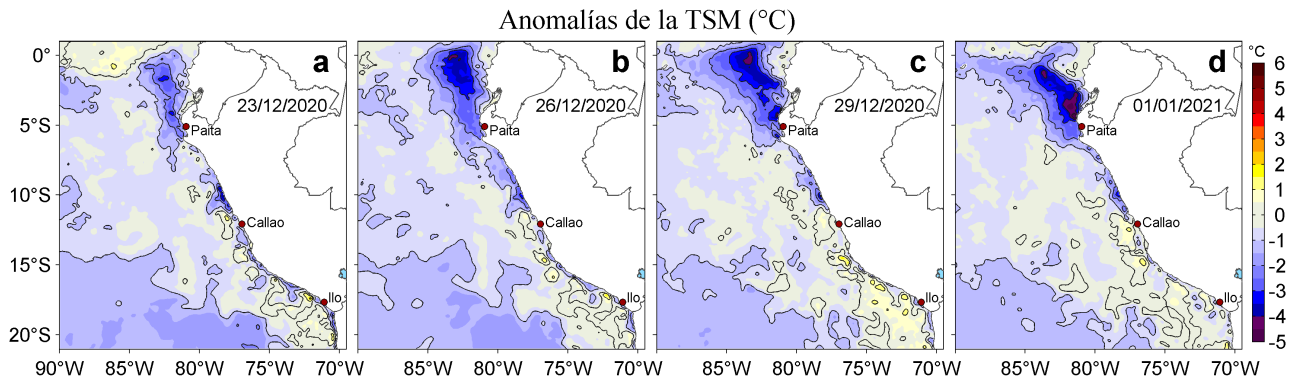 Anomalías de la TSM (°C)
a b c d °C
23/12/2020 26/12/2020 29/12/2020 01/01/2021
0° 5°S 10°S 15°S 20°S
Paita Paita Paita Paita
Callao Callao Callao Callao
Ilo Ilo Ilo Ilo
90°W 85°W 80°W 75°W 70°W 85°W 80°W 75°W 70°W 85°W 80°W 75°W 70°W 85°W 80°W 75°W 70°W
6
5
4
3
2
1
0
-1
-2
-3
-4
-5